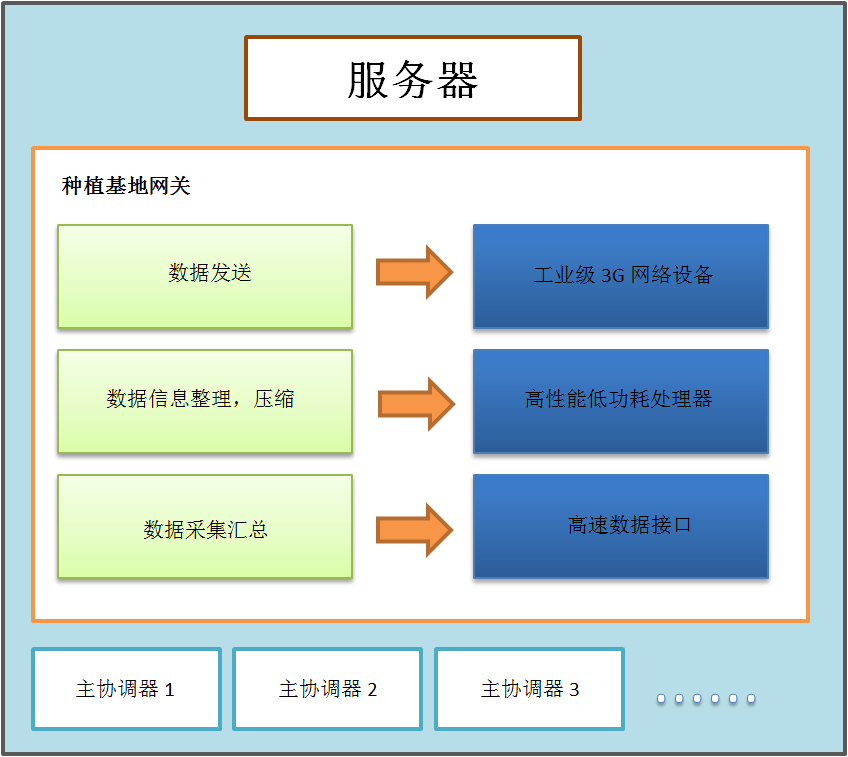 服务器
种植基地网关
数据发送
工业级 3G 网络设备
数据信息整理，压缩
高性能低功耗处理器
数据采集汇总
高速数据接口
主协调器 1
主协调器 2
主协调器 3